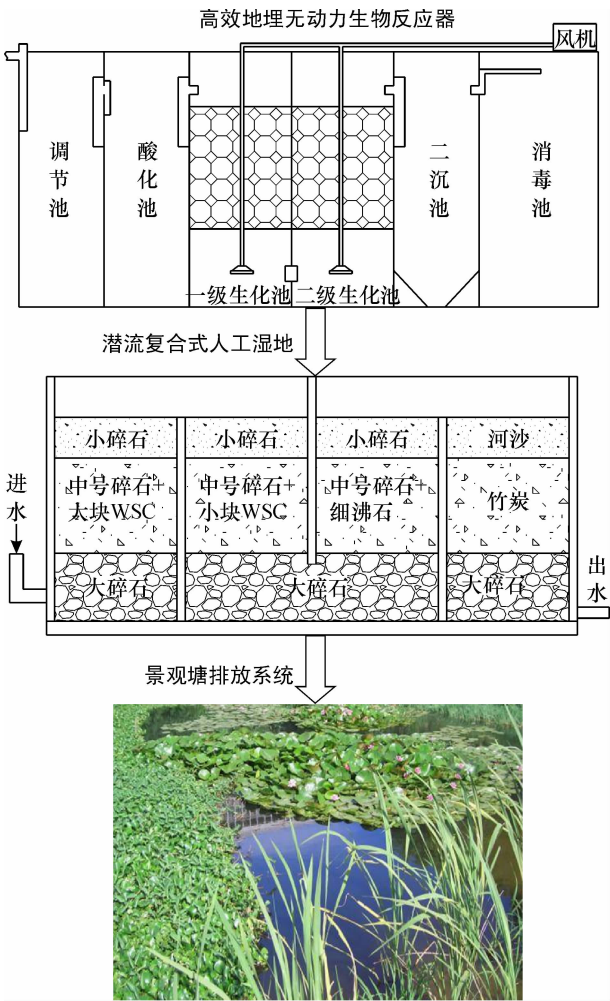 高效地埋无动力生物反应器
风机
调节池
酸化池
二沉池
消毒池
一级生化池
二级生化池
潜流复合式人工湿地
小碎石
小碎石
小碎石
河沙
进水
中号碎石+
大块WSC
中号碎石+
小块WSC
中号碎石+
细沸石
竹炭
大碎石
大碎石
大碎石
出水
景观塘排放系统